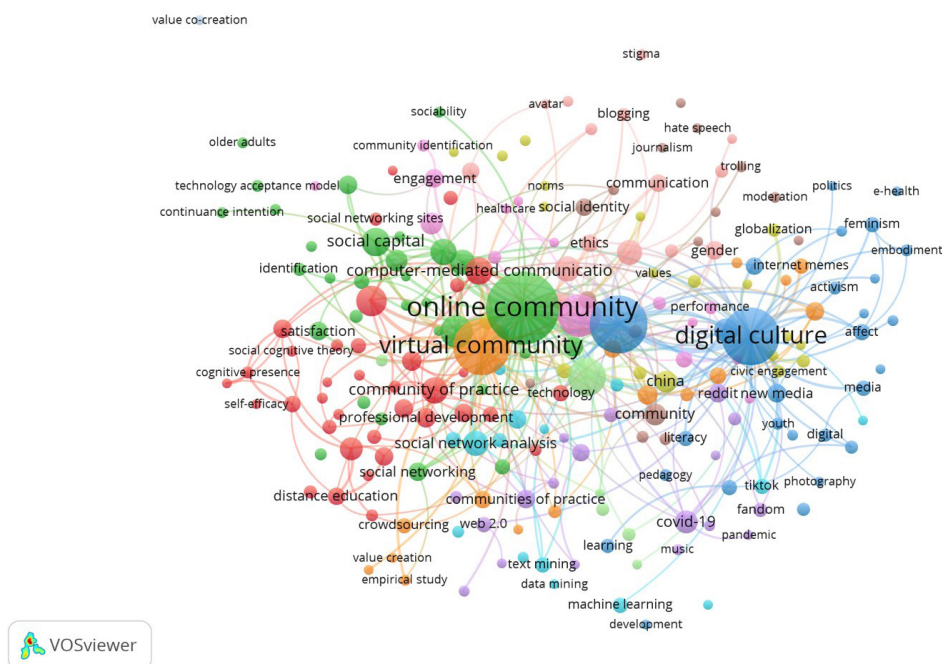 value co-creation
stigma
avatar
sociability
blogging
hate speech
older adults
community identification
journalism
trolling
technology acceptance model
engagement
norms
communication
politics
e-health
moderation
continuance intention
healthcare
social identity
social networking sites
feminism
globalization
social capital
ethics
gender
embodiment
identification
computer-mediated communicatio
values
internet memes
activism
online community
performance
satisfaction
digital culture
affect
virtual community
social cognitive theory
cognitive presence
civic engagement
china
community of practice
technology
reddit
new media
media
self-efficacy
professional development
community
youth
social network analysis
literacy
digital
social networking
pedagogy
tiktok
photography
distance education
communities of practice
fandom
crowdsourcing
web 2.0
covid-19
pandemic
learning
music
value creation
text mining
empirical study
data mining
machine learning
development
VOSviewer